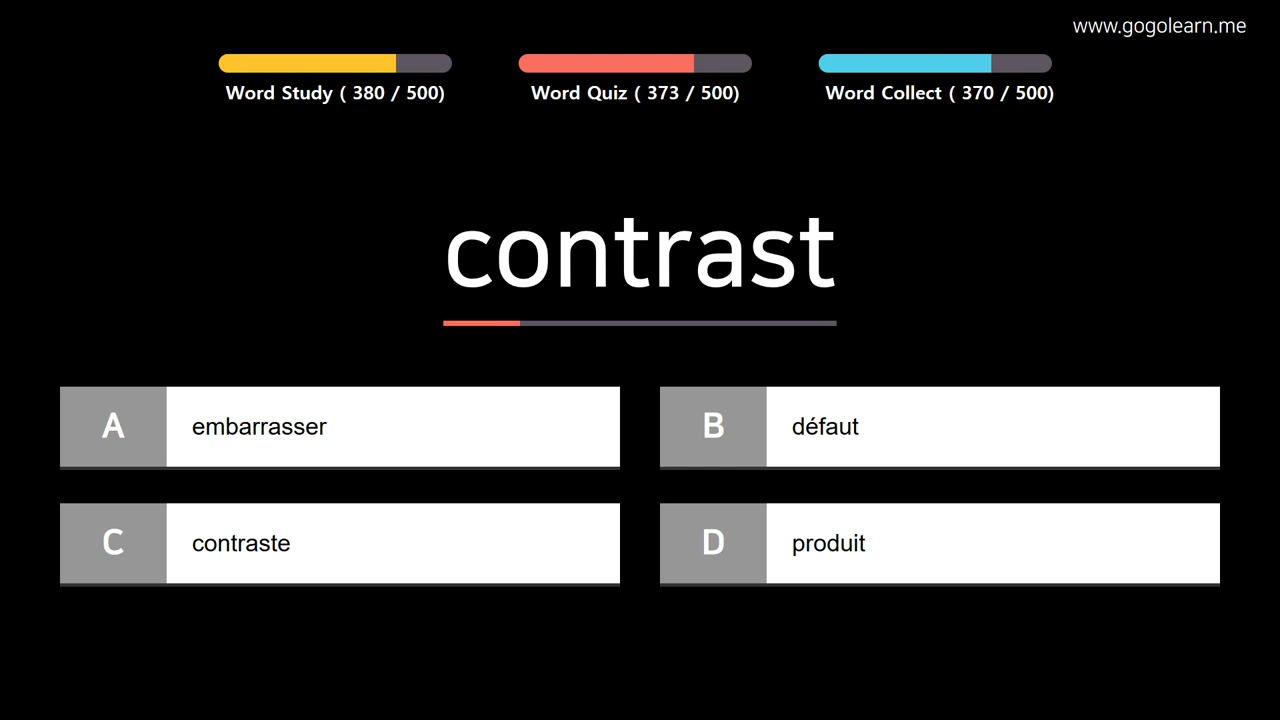 www.gogolearn.me
Word Study ( 380 / 500)
Word Quiz ( 373 / 500)
Word Collect ( 370 / 500)
contrast
A
embarrasser
B
défaut
C
contraste
D
produit